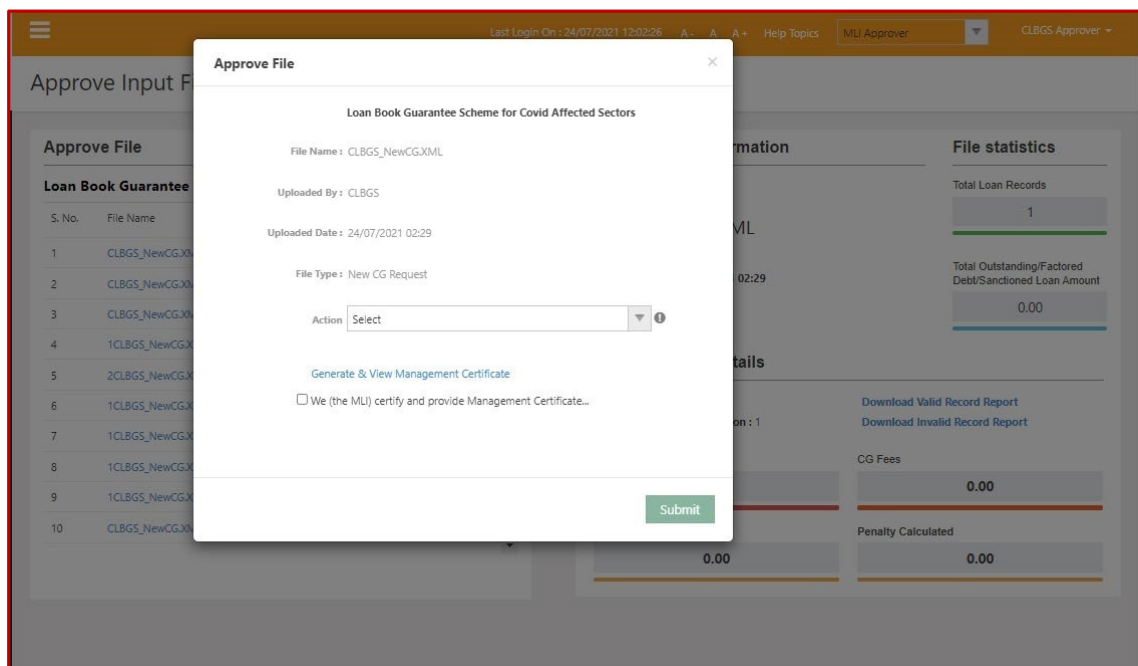 Last Login On : 24/07/2021 12:02:26 A - A A + Help Topics MLI Approver CLBGS Approver
Approve Input Fi
Approve File ×
Loan Book Guarantee Scheme for Covid Affected Sectors
File Name : CLBGS_NewCG.XML
Uploaded By : CLBGS
Uploaded Date : 24/07/2021 02:29
File Type : New CG Request
Action Select
Generate & View Management Certificate
We (the MLI) certify and provide Management Certificate...
Submit
Approve File
Loan Book Guarantee
S. No. File Name
1 CLBGS_NewCG.XM
2 CLBGS_NewCG.XM
3 CLBGS_NewCG.XM
4 1CLBGS_NewCG.X
5 2CLBGS_NewCG.X
6 1CLBGS_NewCG.X
7 1CLBGS_NewCG.X
8 1CLBGS_NewCG.X
9 1CLBGS_NewCG.X
10 CLBGS_NewCG.XM
rmation
ML
02:29
tails
on : 1
File statistics
Total Loan Records
1
Total Outstanding/Factored
Debt/Sanctioned Loan Amount
0.00
Download Valid Record Report
Download Invalid Record Report
CG Fees
0.00
Penalty Calculated
0.00
0.00